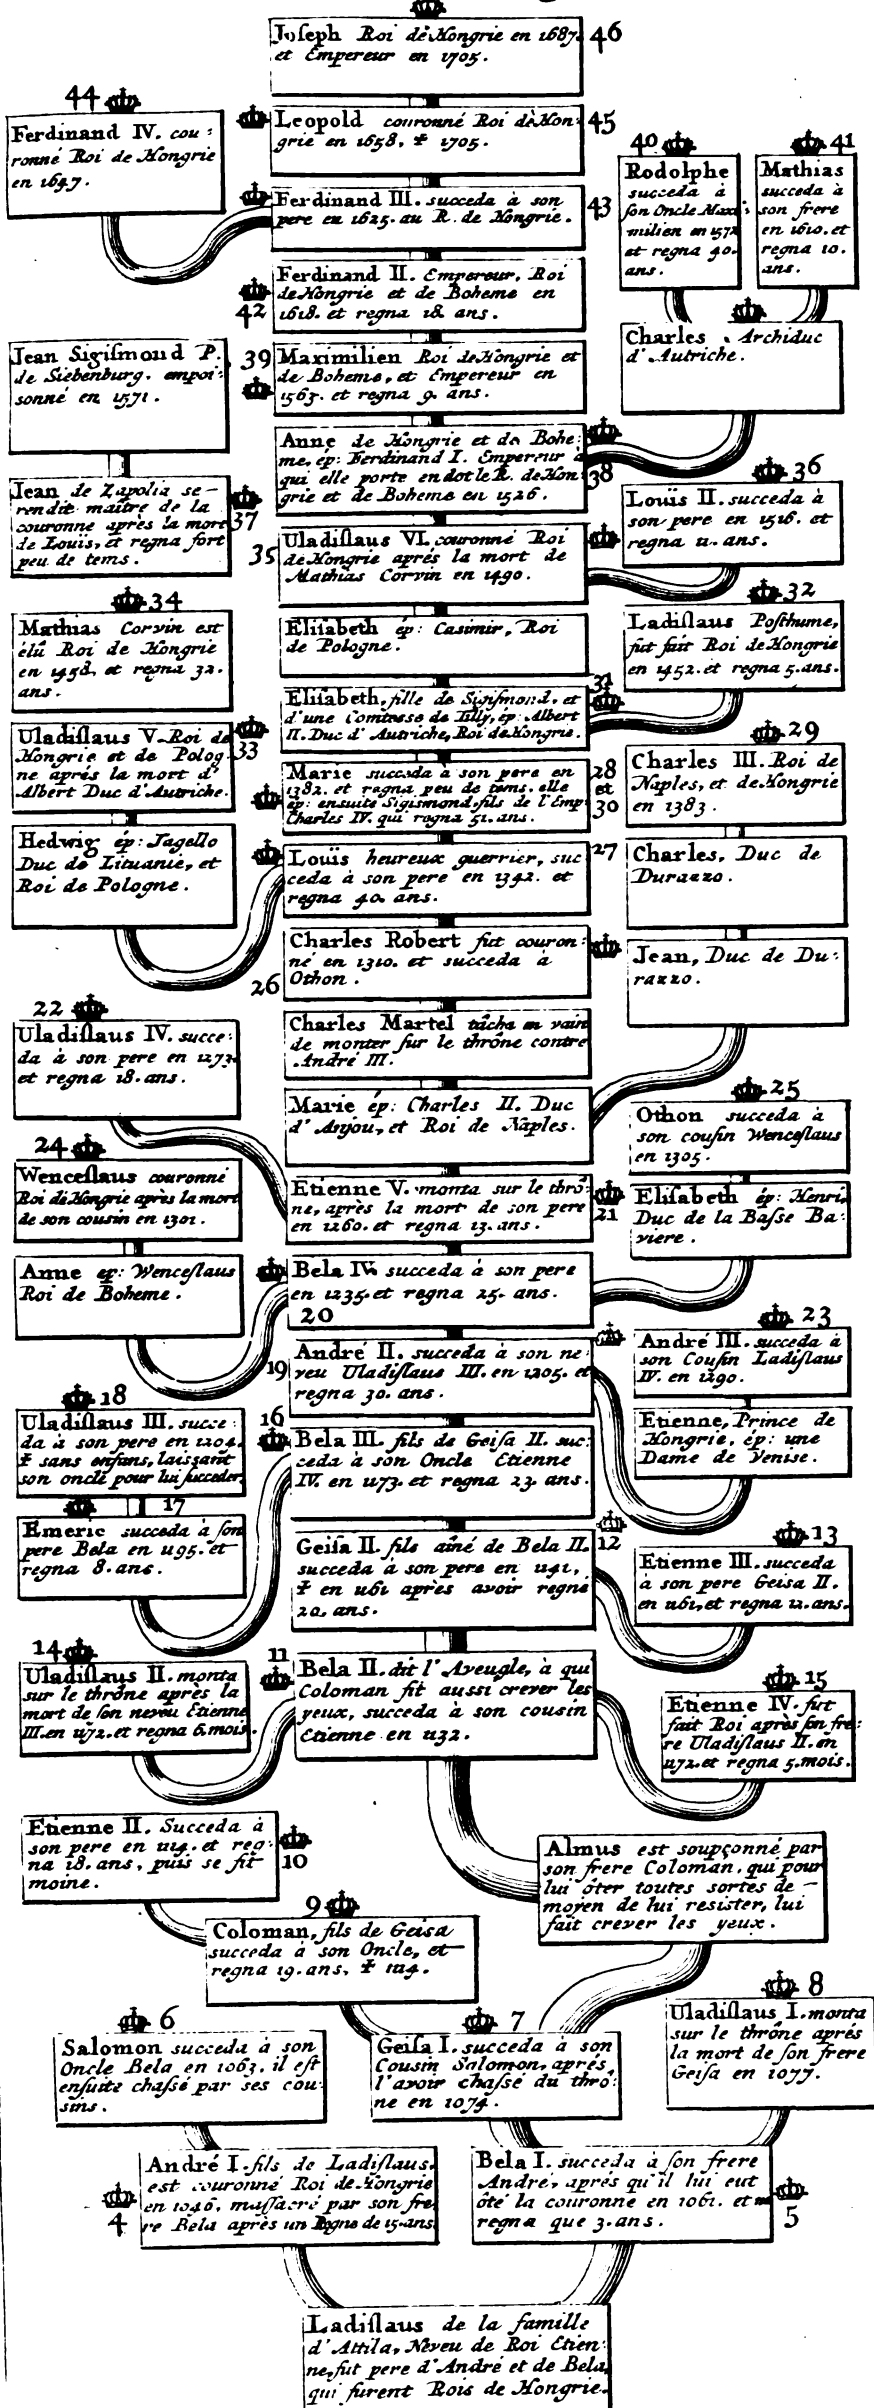 Joseph Roi de Hongrie en 1687.
et Empereur en 1705.
46
44
Ferdinand IV. cou:
ronné Roi de Hongrie
en 1647.
Leopold couronné Roi de Hon:
grie en 1658, ✝ 1705.
45
Ferdinand III. succeda à son
pere en 1625. au R. de Hongrie.
43
40
Rodolphe
succeda à
son Oncle Maxi:
milien en 1572
et regna 40.
ans.
41
Mathias
succeda à
son frere
en 1610. et
regna 10.
ans.
Ferdinand II. Empereur, Roi
de Hongrie et de Boheme en
1618. et regna 18. ans.
42
Charles, Archiduc
d'Autriche.
Jean Sigismond P.
de Siebenburg. empoi:
sonné en 1571.
39
Maximilien Roi de Hongrie et
de Boheme, et Empereur en
1563. et regna 9. ans.
Anne de Hongrie et de Bohe:
me, ép: Ferdinand I. Empereur à
qui elle porte en dot le R. de Hon:
grie et de Boheme en 1526.
38
Jean de Zapolia se
rendit maître de la
couronne après la mort
de Louis, et regna fort
peu de tems.
37
36
Louïs II. succeda à
son pere en 1516. et
regna 11. ans.
35
Uladislaus VI. couronné Roi
de Hongrie aprés la mort de
Mathias Corvin en 1490.
34
Mathias Corvin est
élû Roi de Hongrie
en 1458, et regna 32.
ans.
Elisabeth ép: Casimir, Roi
de Pologne.
32
Ladislaus Posthume,
fut fait Roi de Hongrie
en 1452. et regna 5. ans.
Elisabeth, fille de Sigismond, et
d'une Comtesse de Tilly, ép: Albert
II. Duc d'Autriche, Roi de Hongrie.
31
Uladislaus V. Roi de
Hongrie et de Polog:
ne aprés la mort d'
Albert Duc d'Autriche.
33
Marie succeda à son pere en
1382. et regna peu de tems. elle
ép: ensuite Sigismond fils de l'Emp:
Charles IV. qui regna 51. ans.
28
et
30
29
Charles III. Roi de
Naples, et de Hongrie
en 1383.
Hedwig ép: Jagello
Duc de Lituanie, et
Roi de Pologne.
Louïs heureux guerrier, suc
ceda à son pere en 1342. et
regna 40. ans.
27
Charles, Duc de
Durazzo.
Charles Robert fut couron:
né en 1310. et succeda à
Othon.
26
Jean, Duc de Du:
razzo.
22
Uladislaus IV. succe:
da à son pere en 1273.
et regna 18. ans.
Charles Martel tâcha en vain
de monter sur le thrône contre
André III.
Marie ép: Charles II. Duc
d'Anjou, et Roi de Naples.
25
Othon succeda à
son cousin Wenceslaus
en 1305.
24
Wenceslaus couronné
Roi de Hongrie après la mort
de son cousin en 1301.
Etienne V. monta sur le thrô:
ne, après la mort de son pere
en 1260. et regna 13. ans.
21
Elisabeth ép: Henri,
Duc de la Basse Ba:
viere.
Anne ep: Wenceslaus
Roi de Boheme.
Bela IV. succeda à son pere
en 1235. et regna 25. ans.
20
23
André III. succeda à
son Cousin Ladislaus
IV. en 1290.
19
André II. succeda à son ne:
veu Uladislaus III. en 1205. et
regna 30. ans.
18
Uladislaus III. succe:
da à son pere en 1204.
✝ sans enfans, laissant
son oncle pour lui succeder.
Etienne, Prince de
Hongrie, ép: une
Dame de Venise.
16
Bela III. fils de Geisa II. suc:
ceda à son Oncle Etienne
IV. en 1173. et regna 23. ans.
17
Emeric succeda à son
pere Bela en 1195. et
regna 8. ans.
Geisa II. fils aîné de Bela II.
succeda à son pere en 1141,
✝ en 1161 après avoir regné
20. ans.
12
13
Etienne III. succeda
à son pere Geisa II.
en 1161, et regna 12. ans.
14
Uladislaus II. monta
sur le thrône après la
mort de son neveu Etienne
III. en 1172. et regna 6. mois.
11
Bela II. dit l'Aveugle, à qui
Coloman fit aussi crever les
yeux, succeda à son cousin
Etienne en 1132.
15
Etienne IV. fut
fait Roi après son fre:
re Uladislaus II. en
1172. et regna 5. mois.
Etienne II. Succeda à
son pere en 1114. et reg:
na 18. ans, puis se fit
moine.
10
Almus est soupçonné par
son frere Coloman, qui pour
lui ôter toutes sortes de
moyen de lui resister, lui
fait crever les yeux.
9
Coloman, fils de Geisa
succeda à son Oncle, et
regna 19. ans, ✝ 1114.
6
Salomon succeda à son
Oncle Bela en 1063, il est
ensuite chassé par ses cou:
sins.
7
Geisa I. succeda à son
Cousin Salomon, aprés
l'avoir chassé du thrô:
ne en 1074.
8
Uladislaus I. monta
sur le thrône aprés
la mort de son frere
Geisa en 1077.
André I. fils de Ladislaus.
est couronné Roi de Hongrie
en 1046, massacré par son fre
re Bela après un Regne de 15. ans
4
Bela I. succeda à son frere
André, aprés qu'il lui eut
ôté la couronne en 1061. et ne
regna que 3. ans.
5
Ladislaus de la famille
d'Attila, Neveu de Roi Etien:
ne, fut pere d'André et de Bela,
qui furent Rois de Hongrie.